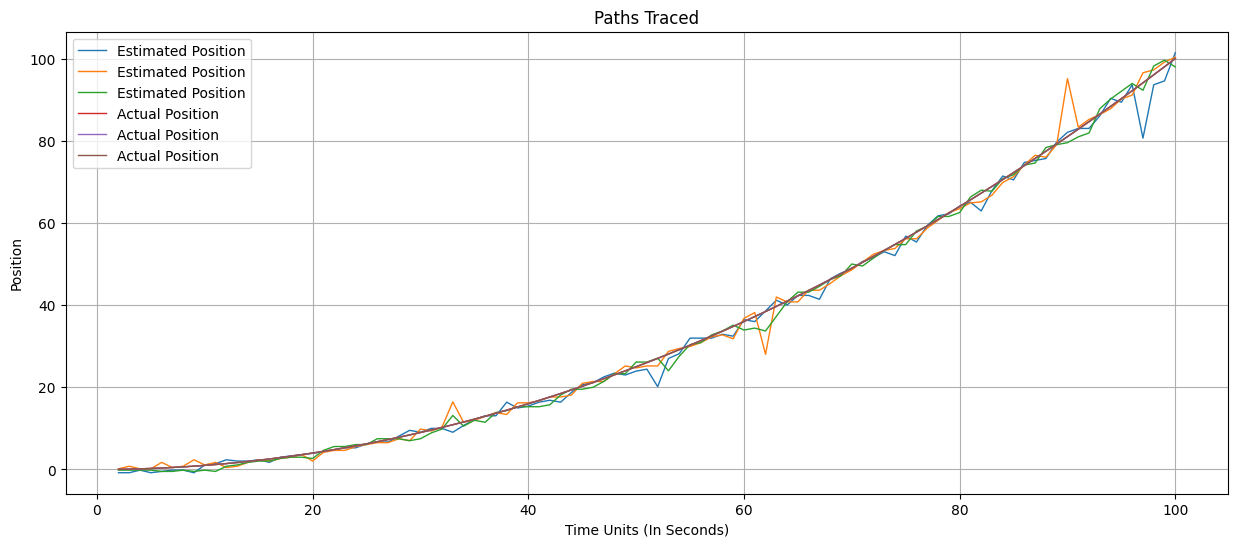 Paths Traced
Estimated Position
Estimated Position
Estimated Position
Actual Position
Actual Position
Actual Position
Position
100
80
60
40
20
0
0 20 40 60 80 100
Time Units (In Seconds)